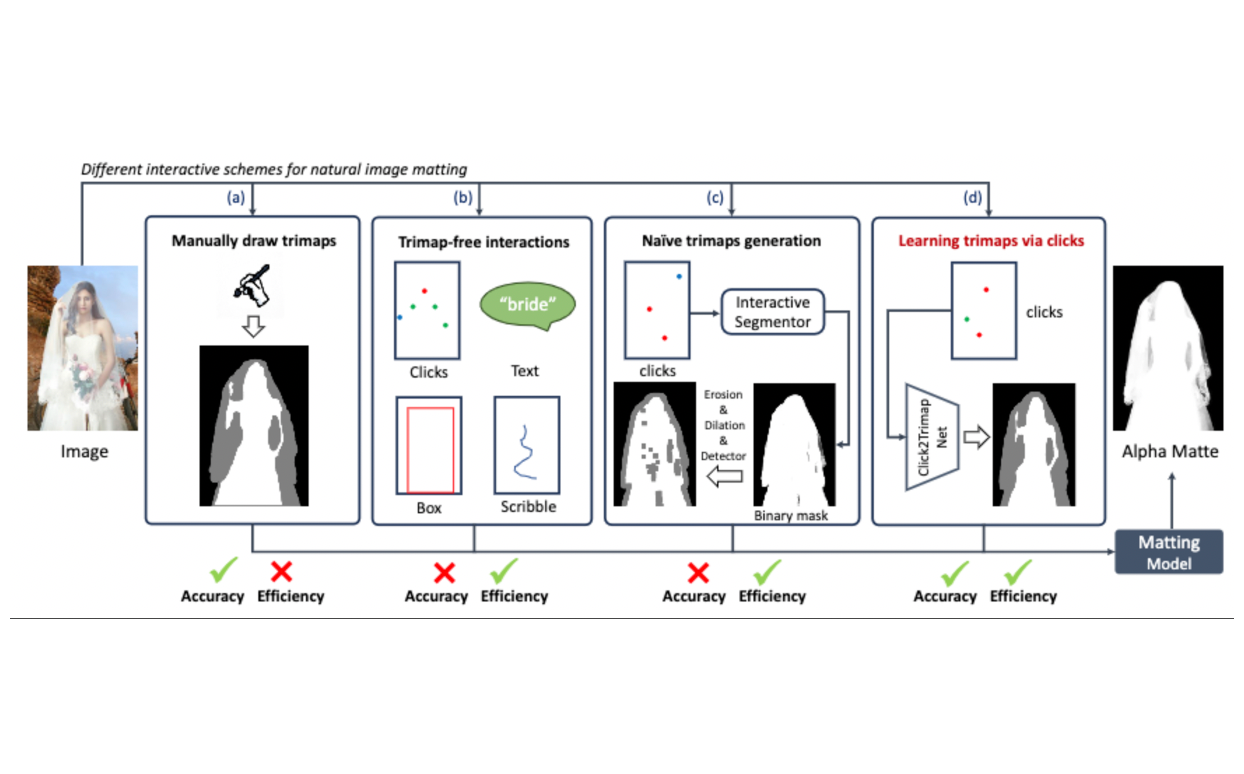 Different interactive schemes for natural image matting
(a)
(b)
(c)
(d)
Image
Manually draw trimaps
Trimap-free interactions
Clicks
"bride"
Text
Box
Scribble
Naïve trimaps generation
clicks
Interactive
Segmentor
Erosion
&
Dilation
&
Detector
Binary mask
Learning trimaps via clicks
clicks
Click2Trimap
Net
Alpha Matte
Matting
Model
Accuracy Efficiency
Accuracy Efficiency
Accuracy Efficiency
Accuracy Efficiency